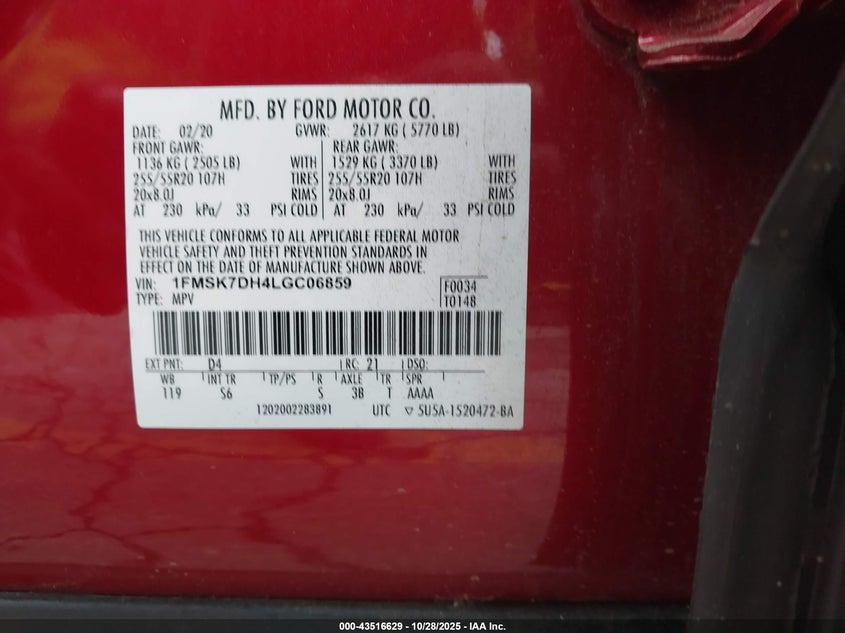 MFD. BY FORD MOTOR CO.
DATE: 02/20 GVWR: 2617 KG ( 5770 LB)
FRONT GAWR: REAR GAWR:
1136 KG ( 2505 LB) WITH 1529 KG ( 3370 LB) WITH
255/55R20 107H TIRES 255/55R20 107H TIRES
20x8.0J RIMS 20x8.0J RIMS
AT 230 kPa/ 33 PSI COLD AT 230 kPa/ 33 PSI COLD
THIS VEHICLE CONFORMS TO ALL APPLICABLE FEDERAL MOTOR
VEHICLE SAFETY AND THEFT PREVENTION STANDARDS IN
EFFECT ON THE DATE OF MANUFACTURE SHOWN ABOVE.
VIN: 1FMSK7DH4LGC06859 F0034
TYPE: MPV T0148
EXT PNT: D4 RC: 21 DSO:
WB INT TR TP/PS R AXLE TR SPR
119 S6 S 3B T AAAA
1202002283891 UTC 5U5A-1520472-BA
000-43516629 - 10/28/2025 - IAA Inc.